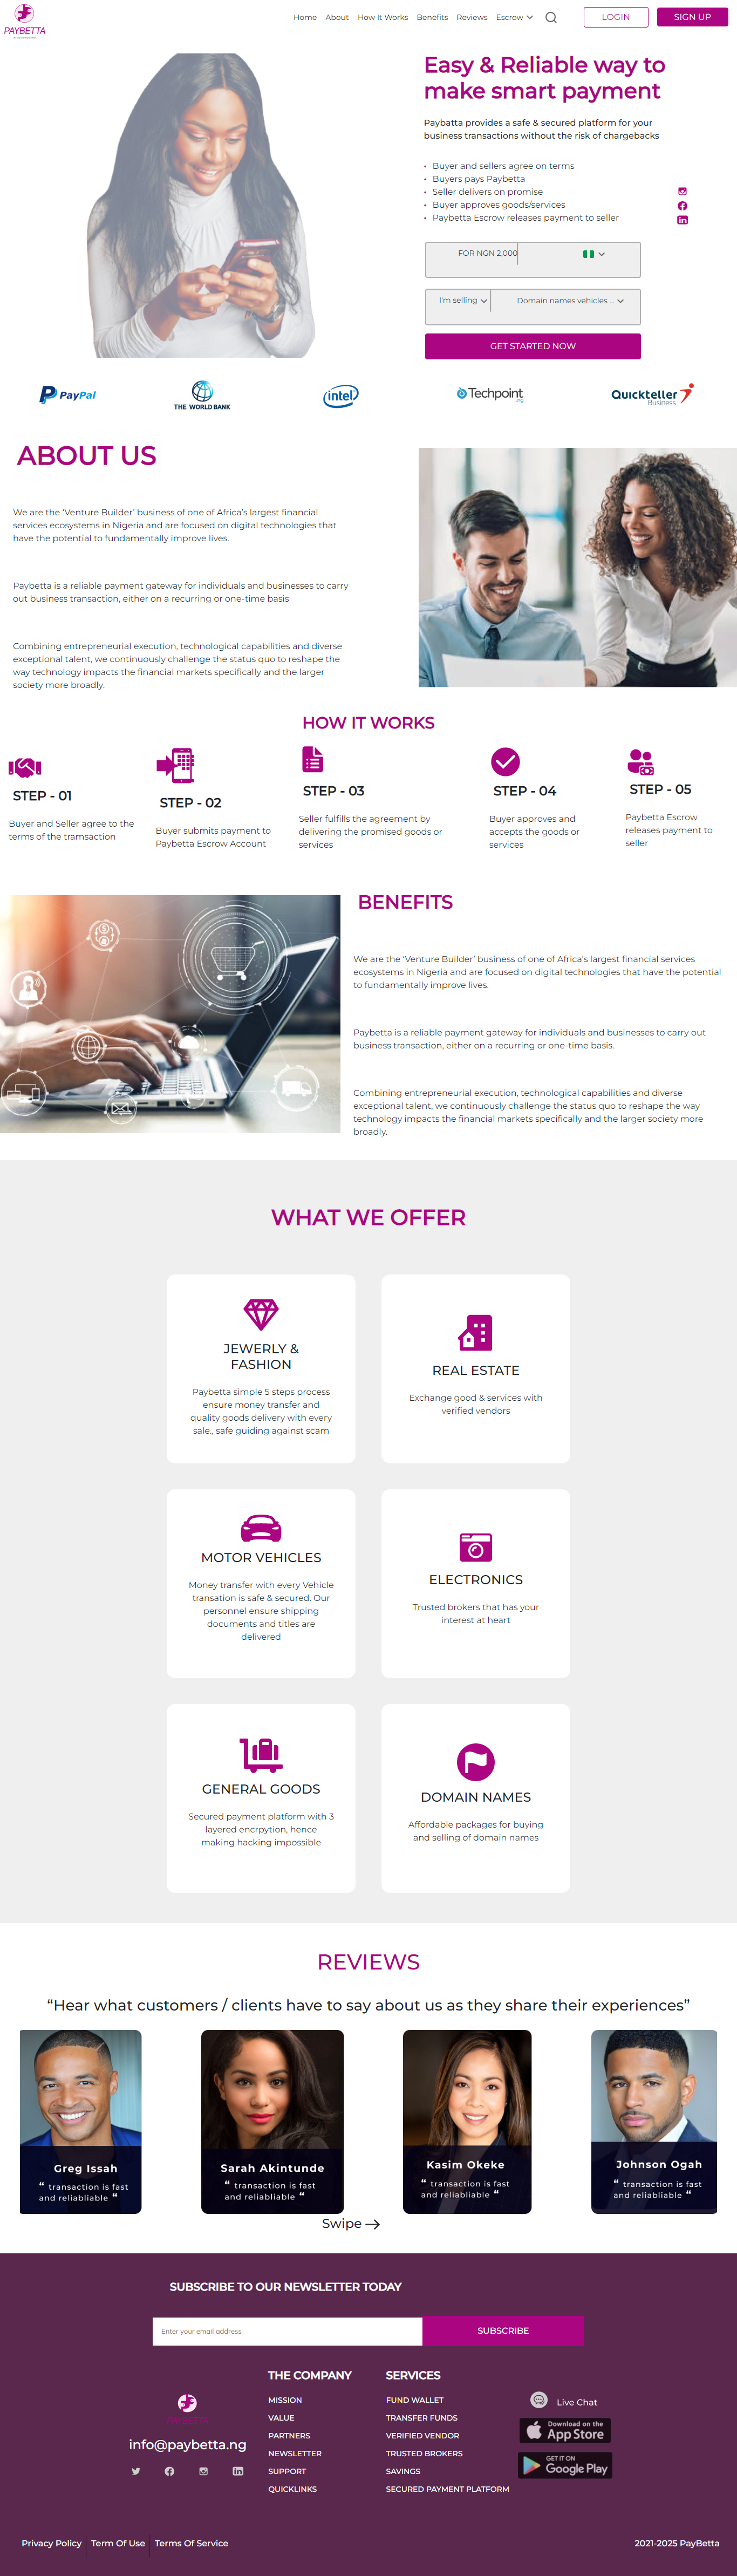 PAYBETTA
Home About How It Works Benefits Reviews Escrow
LOGIN
SIGN UP
Easy & Reliable way to
make smart payment
Paybatta provides a safe & secured platform for your
business transactions without the risk of chargebacks
• Buyer and sellers agree on terms
• Buyers pays Paybetta
• Seller delivers on promise
• Buyer approves goods/services
• Paybetta Escrow releases payment to seller
FOR NGN 2,000
I'm selling
Domain names vehicles ...
GET STARTED NOW
PayPal
THE WORLD BANK
intel
Techpoint
.ng
Quickteller
Business
ABOUT US
We are the ‘Venture Builder’ business of one of Africa’s largest financial
services ecosystems in Nigeria and are focused on digital technologies that
have the potential to fundamentally improve lives.
Paybetta is a reliable payment gateway for individuals and businesses to carry
out business transaction, either on a recurring or one-time basis
Combining entrepreneurial execution, technological capabilities and diverse
exceptional talent, we continuously challenge the status quo to reshape the
way technology impacts the financial markets specifically and the larger
society more broadly.
HOW IT WORKS
STEP - 01
Buyer and Seller agree to the
terms of the tramsaction
STEP - 02
Buyer submits payment to
Paybetta Escrow Account
STEP - 03
Seller fulfills the agreement by
delivering the promised goods or
services
STEP - 04
Buyer approves and
accepts the goods or
services
STEP - 05
Paybetta Escrow
releases payment to
seller
BENEFITS
We are the ‘Venture Builder’ business of one of Africa’s largest financial services
ecosystems in Nigeria and are focused on digital technologies that have the potential
to fundamentally improve lives.
Paybetta is a reliable payment gateway for individuals and businesses to carry out
business transaction, either on a recurring or one-time basis.
Combining entrepreneurial execution, technological capabilities and diverse
exceptional talent, we continuously challenge the status quo to reshape the way
technology impacts the financial markets specifically and the larger society more
broadly.
WHAT WE OFFER
JEWERLY &
FASHION
Paybetta simple 5 steps process
ensure money transfer and
quality goods delivery with every
sale., safe guiding against scam
REAL ESTATE
Exchange good & services with
verified vendors
MOTOR VEHICLES
Money transfer with every Vehicle
transation is safe & secured. Our
personnel ensure shipping
documents and titles are
delivered
ELECTRONICS
Trusted brokers that has your
interest at heart
GENERAL GOODS
Secured payment platform with 3
layered encrpytion, hence
making hacking impossible
DOMAIN NAMES
Affordable packages for buying
and selling of domain names
REVIEWS
“Hear what customers / clients have to say about us as they share their experiences”
Greg Issah
“ transaction is fast
and reliabliable “
Sarah Akintunde
“ transaction is fast
and reliabliable “
Kasim Okeke
“ transaction is fast
and reliabliable “
Johnson Ogah
“ transaction is fast
and reliabliable “
Swipe
SUBSCRIBE TO OUR NEWSLETTER TODAY
Enter your email address
SUBSCRIBE
PAYBETTA
info@paybetta.ng
THE COMPANY
MISSION
VALUE
PARTNERS
NEWSLETTER
SUPPORT
QUICKLINKS
SERVICES
FUND WALLET
TRANSFER FUNDS
VERIFIED VENDOR
TRUSTED BROKERS
SAVINGS
SECURED PAYMENT PLATFORM
Live Chat
Download on the
App Store
GET IT ON
Google Play
Privacy Policy Term Of Use Terms Of Service
2021-2025 PayBetta